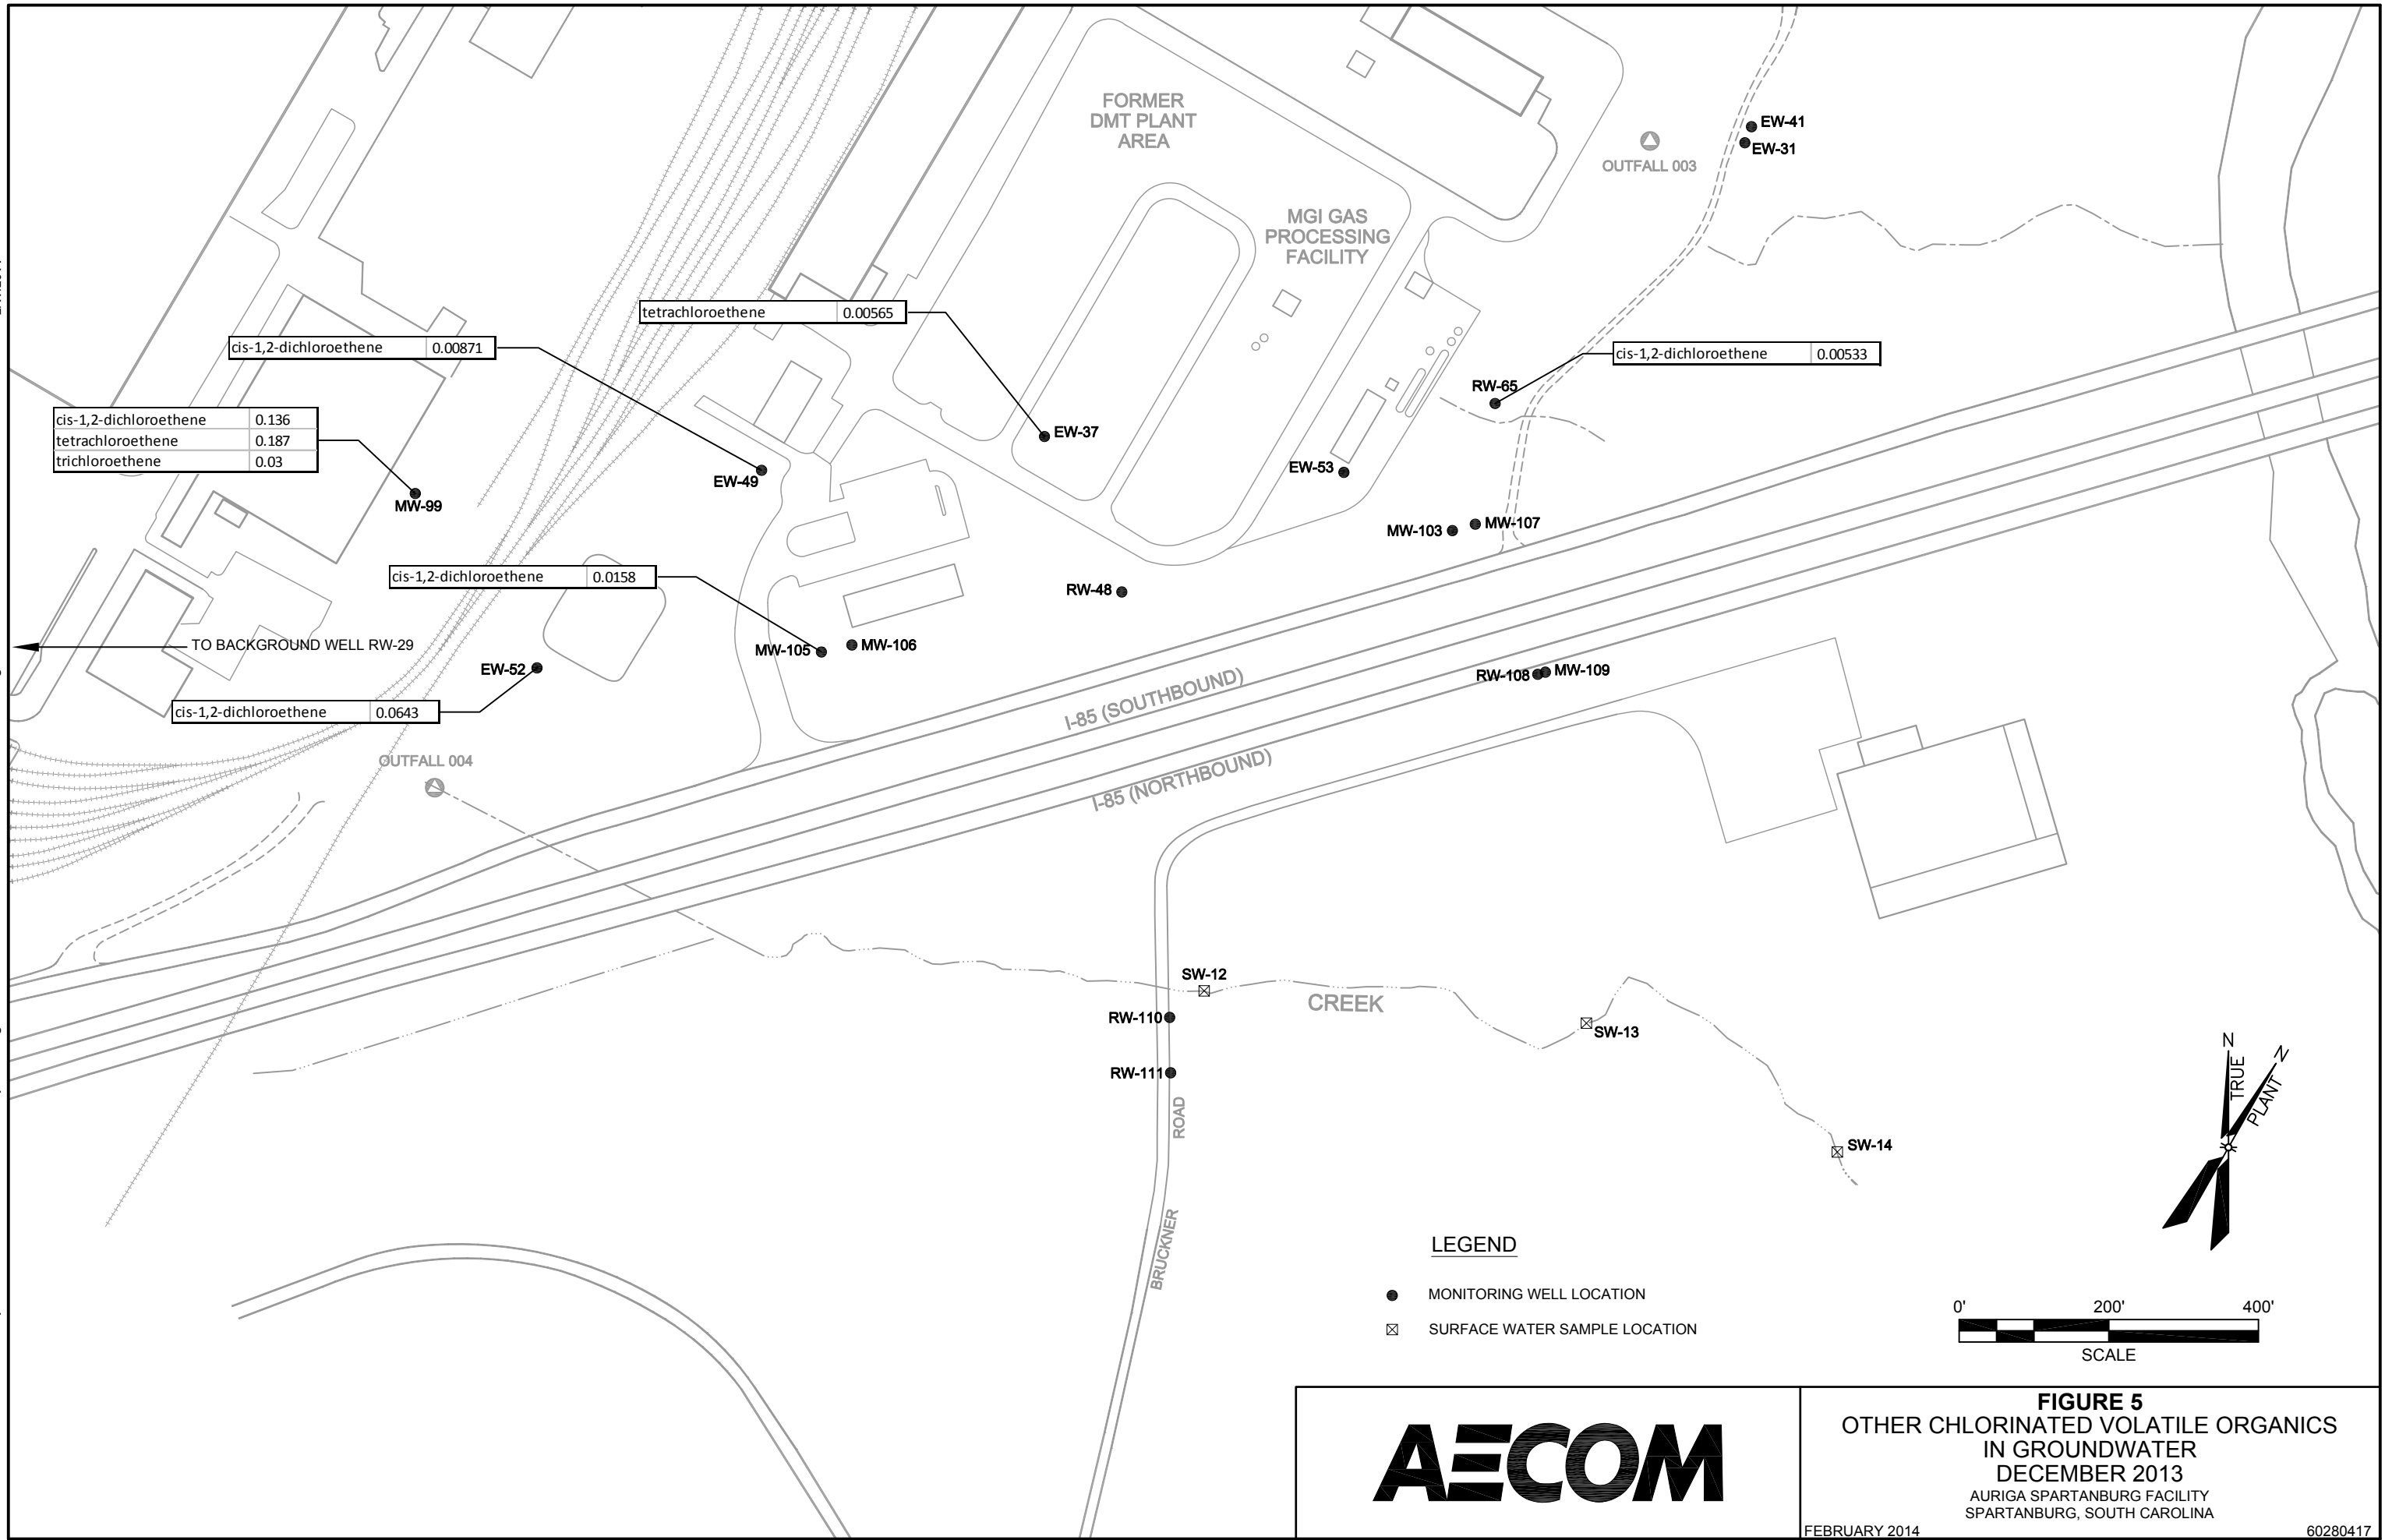 FORMER
DMT PLANT
AREA
EW-41
EW-31
OUTFALL 003
MGI GAS
PROCESSING
FACILITY
tetrachloroethene 0.00565
cis-1,2-dichloroethene 0.00871
cis-1,2-dichloroethene 0.00533
RW-65
cis-1,2-dichloroethene 0.136
tetrachloroethene 0.187
trichloroethene 0.03
EW-37
EW-53
EW-49
MW-99
MW-103
MW-107
cis-1,2-dichloroethene 0.0158
RW-48
TO BACKGROUND WELL RW-29
MW-105
MW-106
EW-52
RW-108
MW-109
cis-1,2-dichloroethene 0.0643
I-85 (SOUTHBOUND)
OUTFALL 004
I-85 (NORTHBOUND)
SW-12
CREEK
RW-110
SW-13
RW-111
ROAD
BRUCKNER
SW-14
N
N
TRUE
PLANT
LEGEND
MONITORING WELL LOCATION
SURFACE WATER SAMPLE LOCATION
0' 200' 400'
SCALE
AECOM
FIGURE 5
OTHER CHLORINATED VOLATILE ORGANICS
IN GROUNDWATER
DECEMBER 2013
AURIGA SPARTANBURG FACILITY
SPARTANBURG, SOUTH CAROLINA
FEBRUARY 2014 60280417